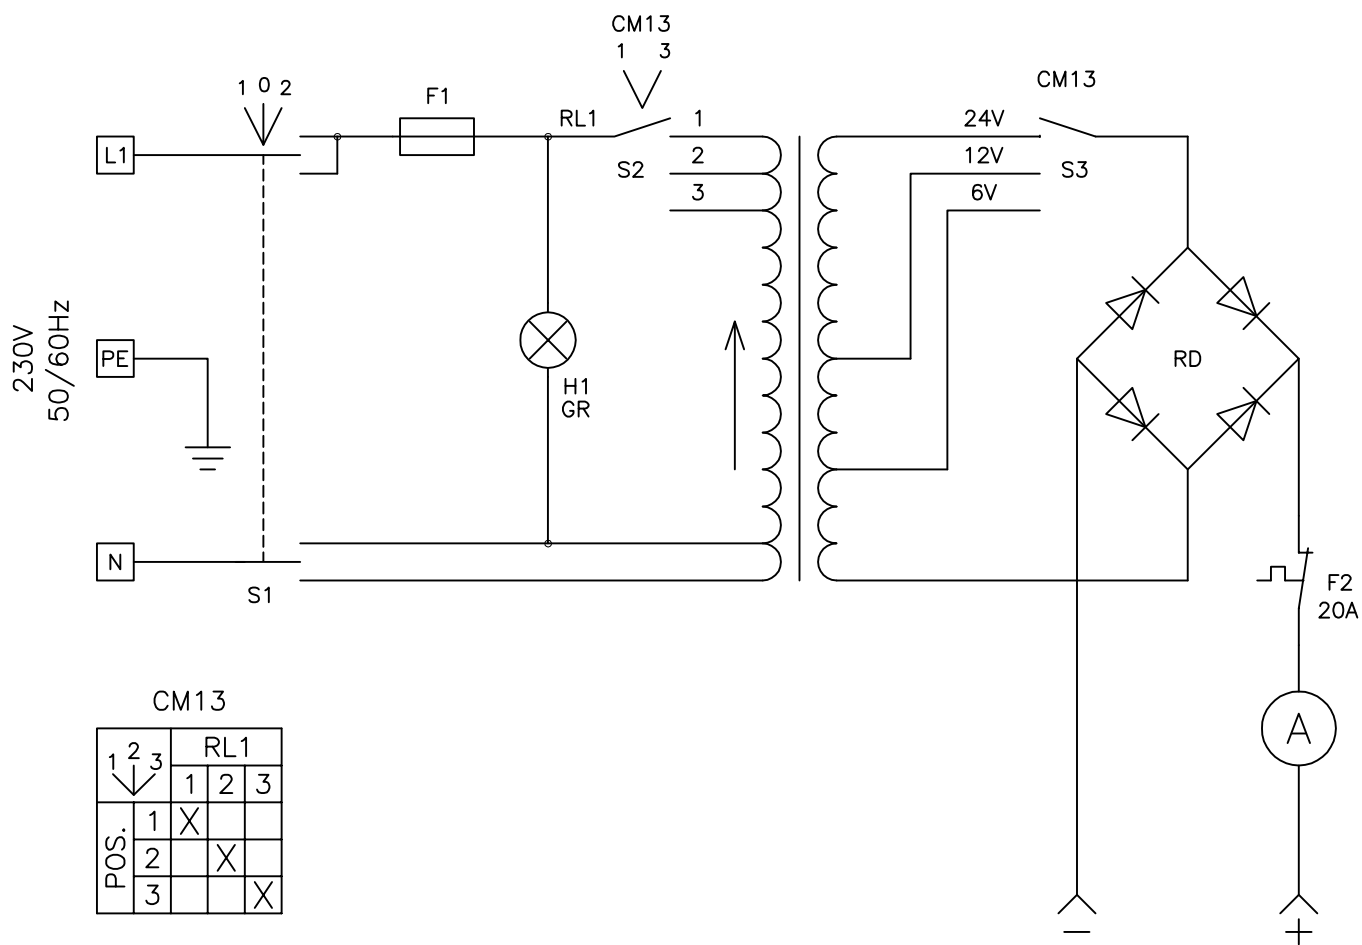 CM13
1 3
CM13
1 0 2
F1
RL1
1
24V
L1
2
12V
S2
S3
3
6V
230V
50/60Hz
PE
RD
H1
GR
N
S1
F2
20A
CM13
A
1 2 3
RL1
1 2 3
POS.
1 X
2 X
3 X
− +